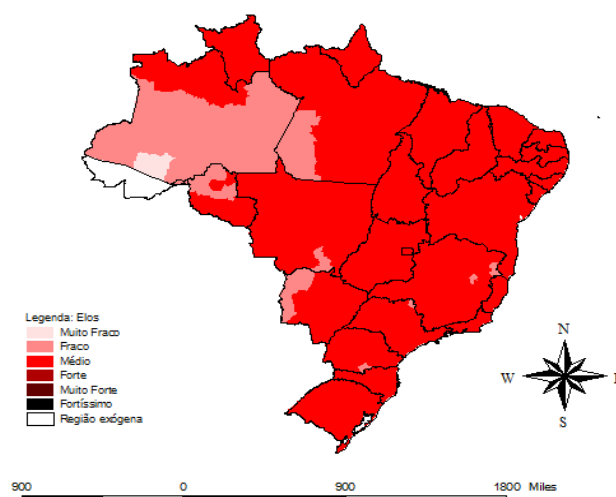 Legenda: Elos
Muito Fraco
Fraco
Médio
Forte
Muito Forte
Fortíssimo
Região exógena
N
W
S
900 0 900 1800 Miles